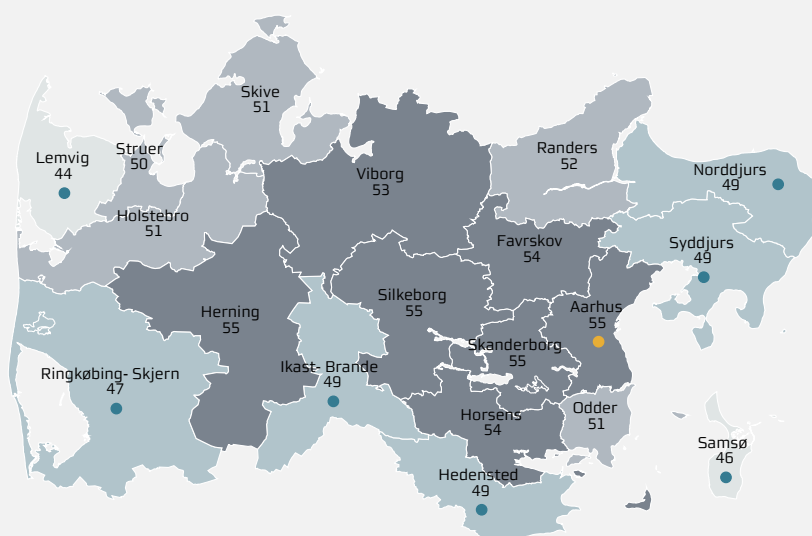 Skive
51
Struer
50
Lemvig
44
Randers
52
Viborg
53
Norddjurs
49
Holstebro
51
Favrskov
54
Syddjurs
49
Silkeborg
55
Herning
55
Aarhus
55
Skanderborg
55
Ringkøbing- Skjern
47
Ikast- Brande
49
Horsens
54
Odder
51
Samsø
46
Hedensted
49